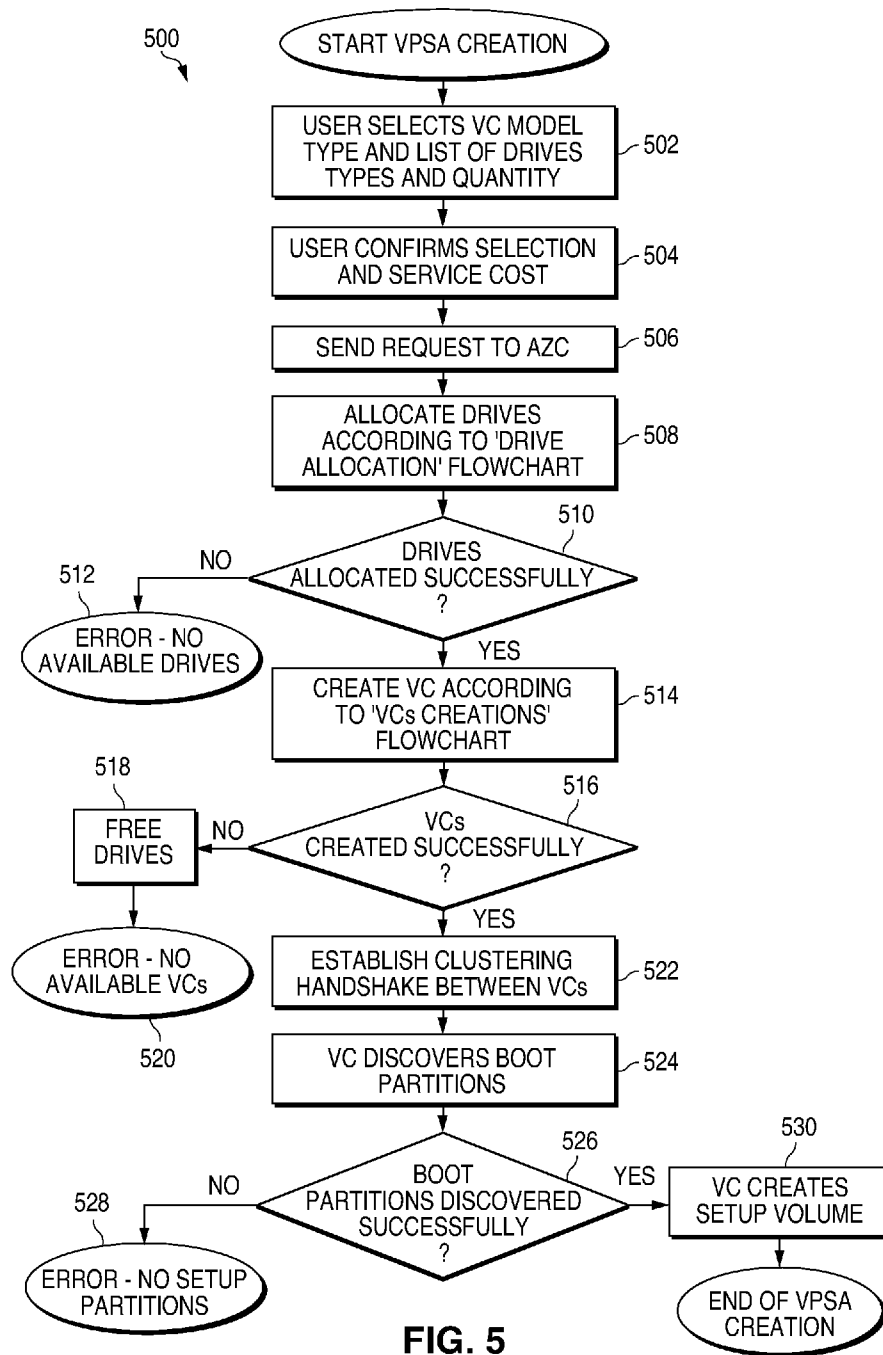 500
START VPSA CREATION
USER SELECTS VC MODEL
TYPE AND LIST OF DRIVES
TYPES AND QUANTITY
502
USER CONFIRMS SELECTION
AND SERVICE COST
504
SEND REQUEST TO AZC
506
ALLOCATE DRIVES
ACCORDING TO 'DRIVE
ALLOCATION' FLOWCHART
508
510
DRIVES
ALLOCATED SUCCESSFULLY
?
NO
512
ERROR - NO
AVAILABLE DRIVES
YES
CREATE VC ACCORDING
TO 'VCs CREATIONS'
FLOWCHART
514
516
VCs
CREATED SUCCESSFULLY
?
NO
518
FREE
DRIVES
ERROR - NO
AVAILABLE VCs
520
YES
ESTABLISH CLUSTERING
HANDSHAKE BETWEEN VCs
522
VC DISCOVERS BOOT
PARTITIONS
524
526
BOOT
PARTITIONS DISCOVERED
SUCCESSFULLY
?
NO
528
ERROR - NO SETUP
PARTITIONS
YES
530
VC CREATES
SETUP VOLUME
END OF VPSA
CREATION
FIG. 5